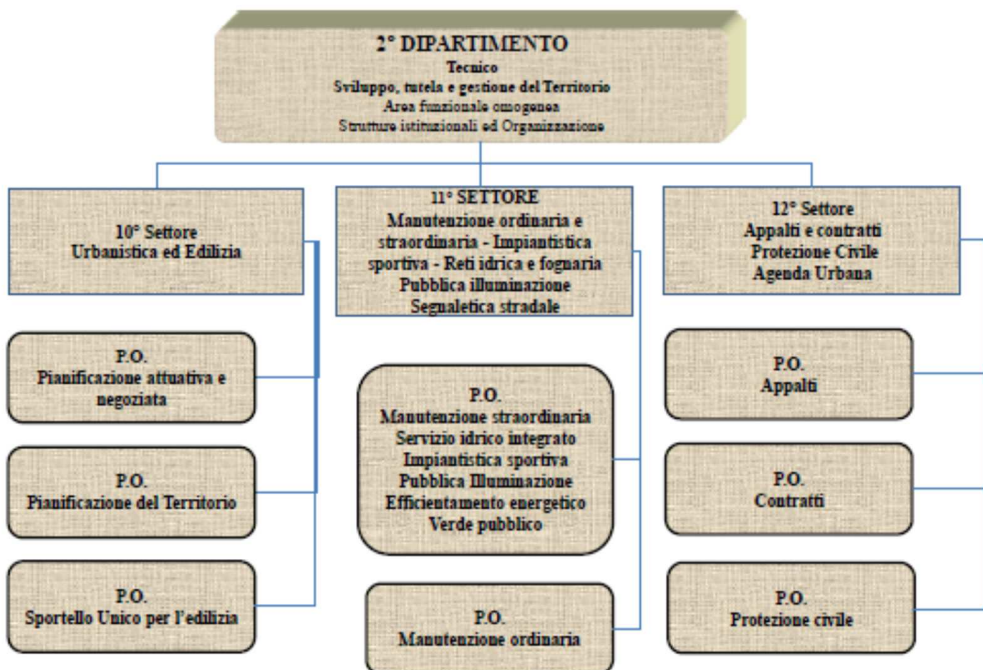 2° DIPARTIMENTO
Tecnico
Sviluppo, tutela e gestione del Territorio
Area funzionale omogenea
Strutture istituzionali ed Organizzazione
10° Settore
Urbanistica ed Edilizia
11° SETTORE
Manutenzione ordinaria e
straordinaria - Impiantistica
sportiva - Reti idrica e fognaria
Pubblica illuminazione
Segnaletica stradale
12° Settore
Appalti e contratti
Protezione Civile
Agenda Urbana
P.O.
Pianificazione attuativa e
negoziata
P.O.
Pianificazione del Territorio
P.O.
Sportello Unico per l'edilizia
P.O.
Manutenzione straordinaria
Servizio idrico integrato
Impiantistica sportiva
Pubblica Illuminazione
Efficientamento energetico
Verde pubblico
P.O.
Manutenzione ordinaria
P.O.
Appalti
P.O.
Contratti
P.O.
Protezione civile